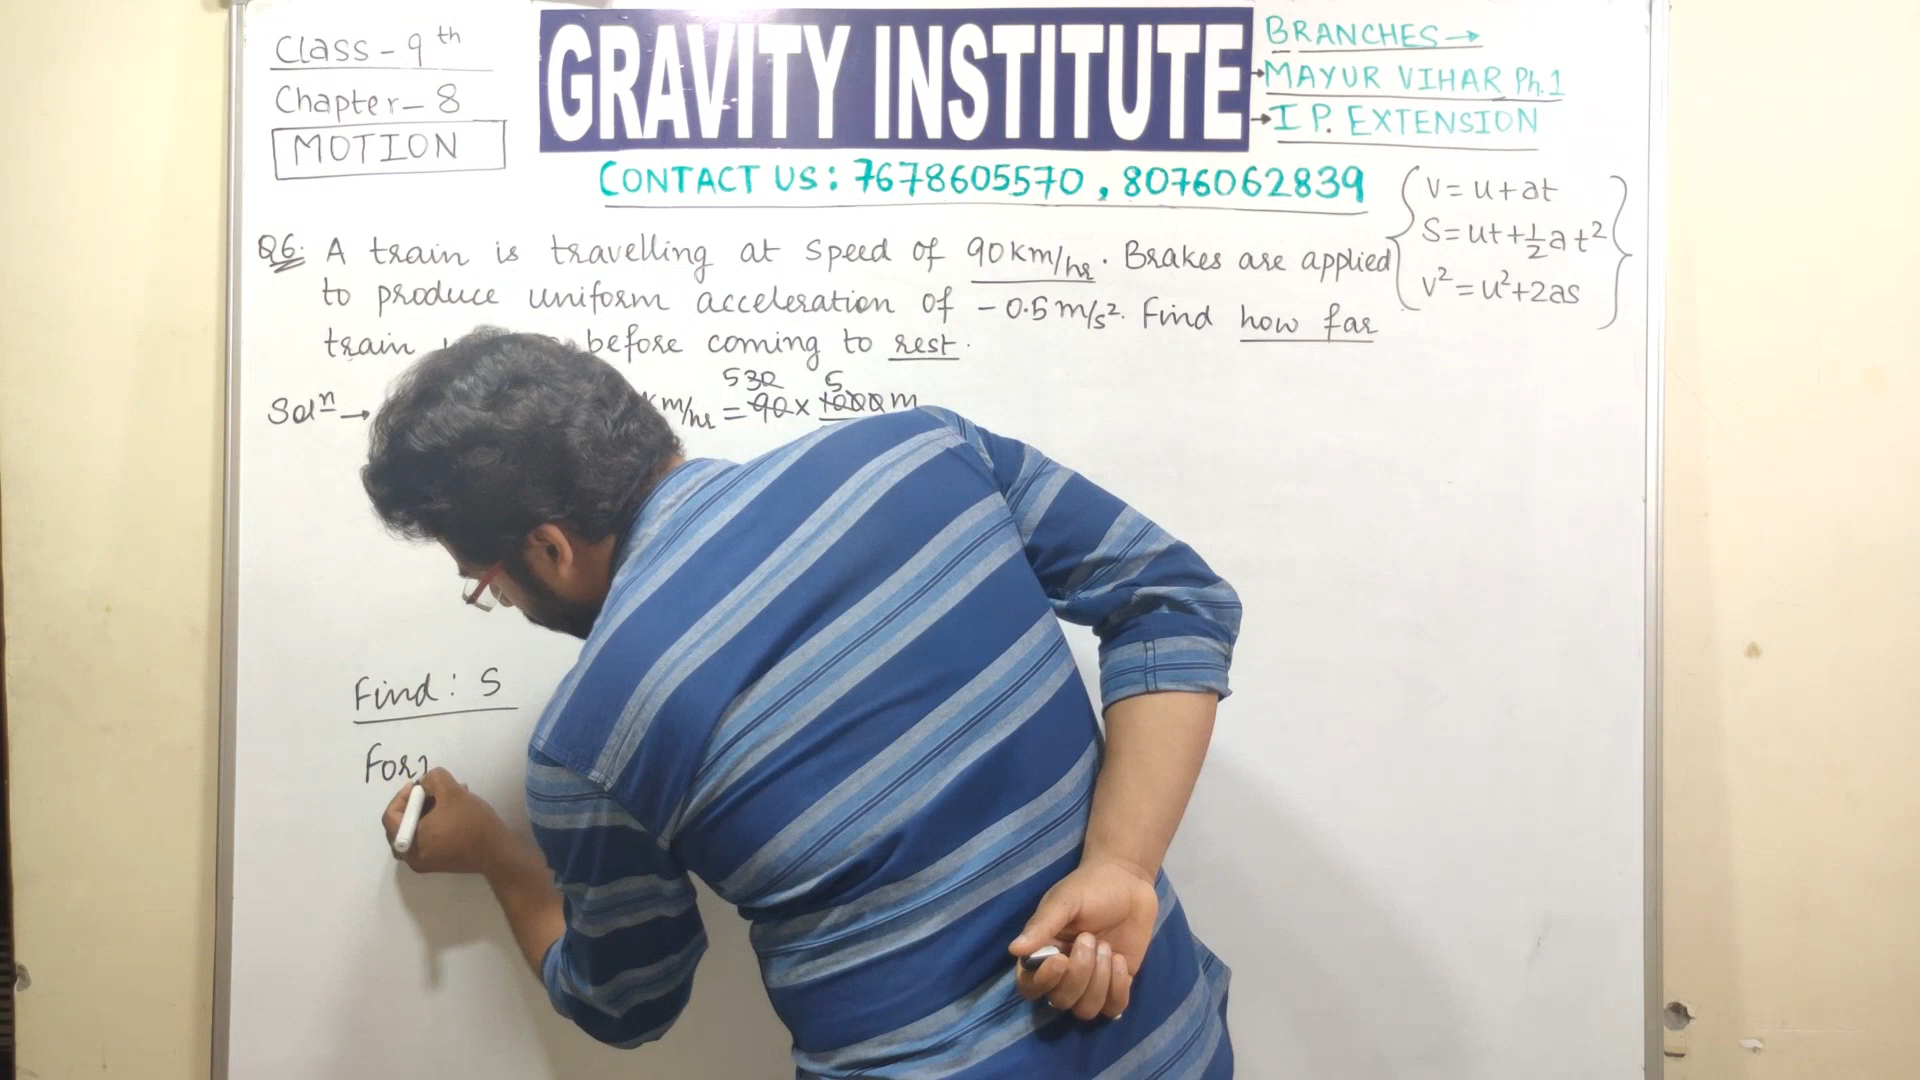 Class - 9th
Chapter - 8
MOTION
GRAVITY INSTITUTE
BRANCHES→
→MAYUR VIHAR Ph.1
→I P. EXTENSION
CONTACT US : 7678605570 , 8076062839
V = u + at
S = ut + 1/2 a t²
V² = u² + 2as
Q6. A train is travelling at speed of 90 km/hr. Brakes are applied
to produce uniform acceleration of - 0.5 m/s². Find how far
train before coming to rest.
530 5
Solⁿ → km/hr = 90 x 1000 m
Find : S
For